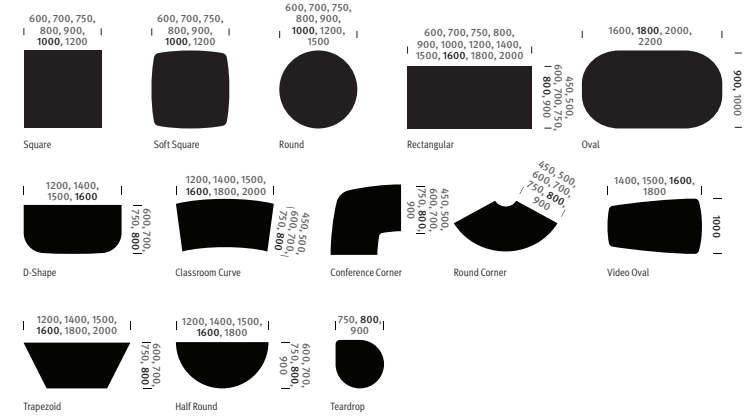 600, 700, 750,
800, 900,
1000, 1200
Square
600, 700, 750,
800, 900,
1000, 1200
Soft Square
600, 700, 750,
800, 900,
1000, 1200,
1500
Round
600, 700, 750, 800,
900, 1000, 1200, 1400,
1500, 1600, 1800, 2000
450, 500,
600, 700, 750,
800, 900
Rectangular
1600, 1800, 2000,
2200
900, 1000
Oval
1200, 1400,
1500, 1600
600, 700,
750, 800
D-Shape
1200, 1400, 1500,
1600, 1800, 2000
450, 500,
600, 700,
750, 800
Classroom Curve
450, 500,
600, 700,
750, 800,
900
Conference Corner
450, 500,
600, 700,
750, 800,
900
Round Corner
1400, 1500, 1600,
1800
1000
Video Oval
1200, 1400, 1500,
1600, 1800, 2000
600, 700,
750, 800
Trapezoid
1200, 1400, 1500,
1600, 1800
600, 700,
750, 800,
900
Half Round
750, 800,
900
Teardrop